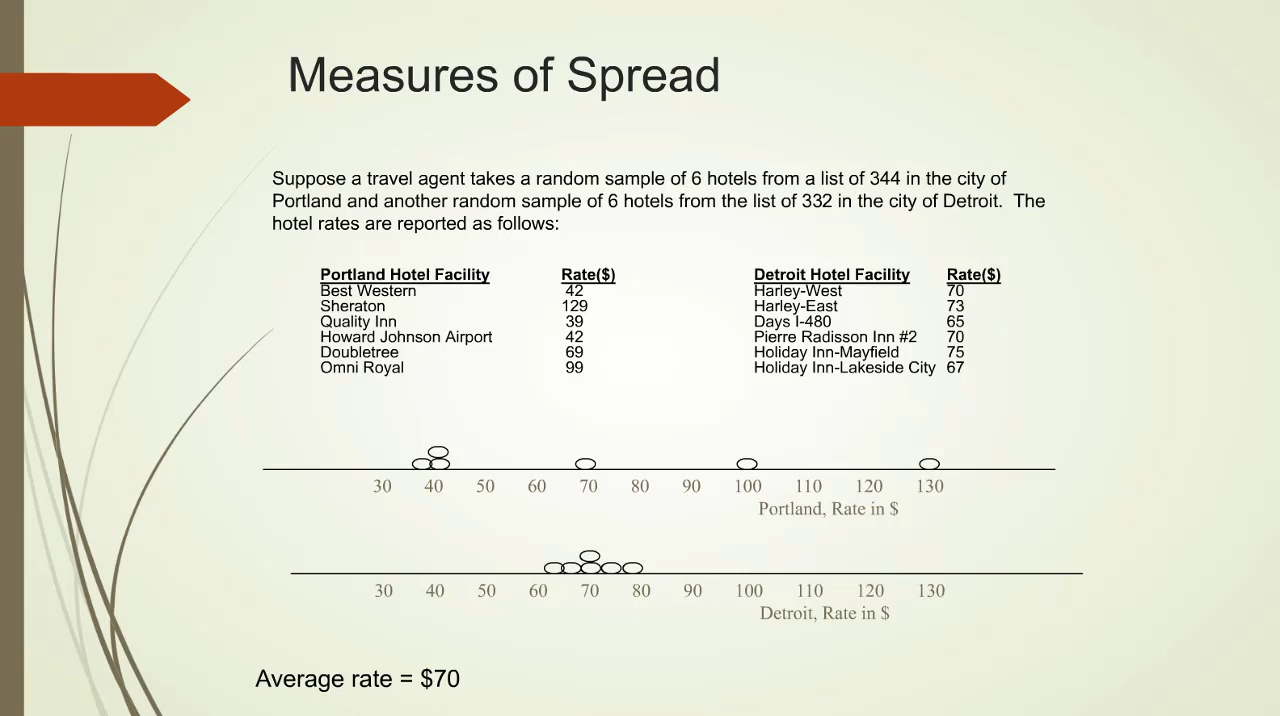 Measures of Spread
Suppose a travel agent takes a random sample of 6 hotels from a list of 344 in the city of
Portland and another random sample of 6 hotels from the list of 332 in the city of Detroit.  The
hotel rates are reported as follows:
Portland Hotel Facility Rate($) Detroit Hotel Facility Rate($)
Best Western 42 Harley-West 70
Sheraton 129 Harley-East 73
Quality Inn 39 Days I-480 65
Howard Johnson Airport 42 Pierre Radisson Inn #2 70
Doubletree 69 Holiday Inn-Mayfield 75
Omni Royal 99 Holiday Inn-Lakeside City 67
30 40 50 60 70 80 90 100 110 120 130
Portland, Rate in $
30 40 50 60 70 80 90 100 110 120 130
Detroit, Rate in $
Average rate = $70